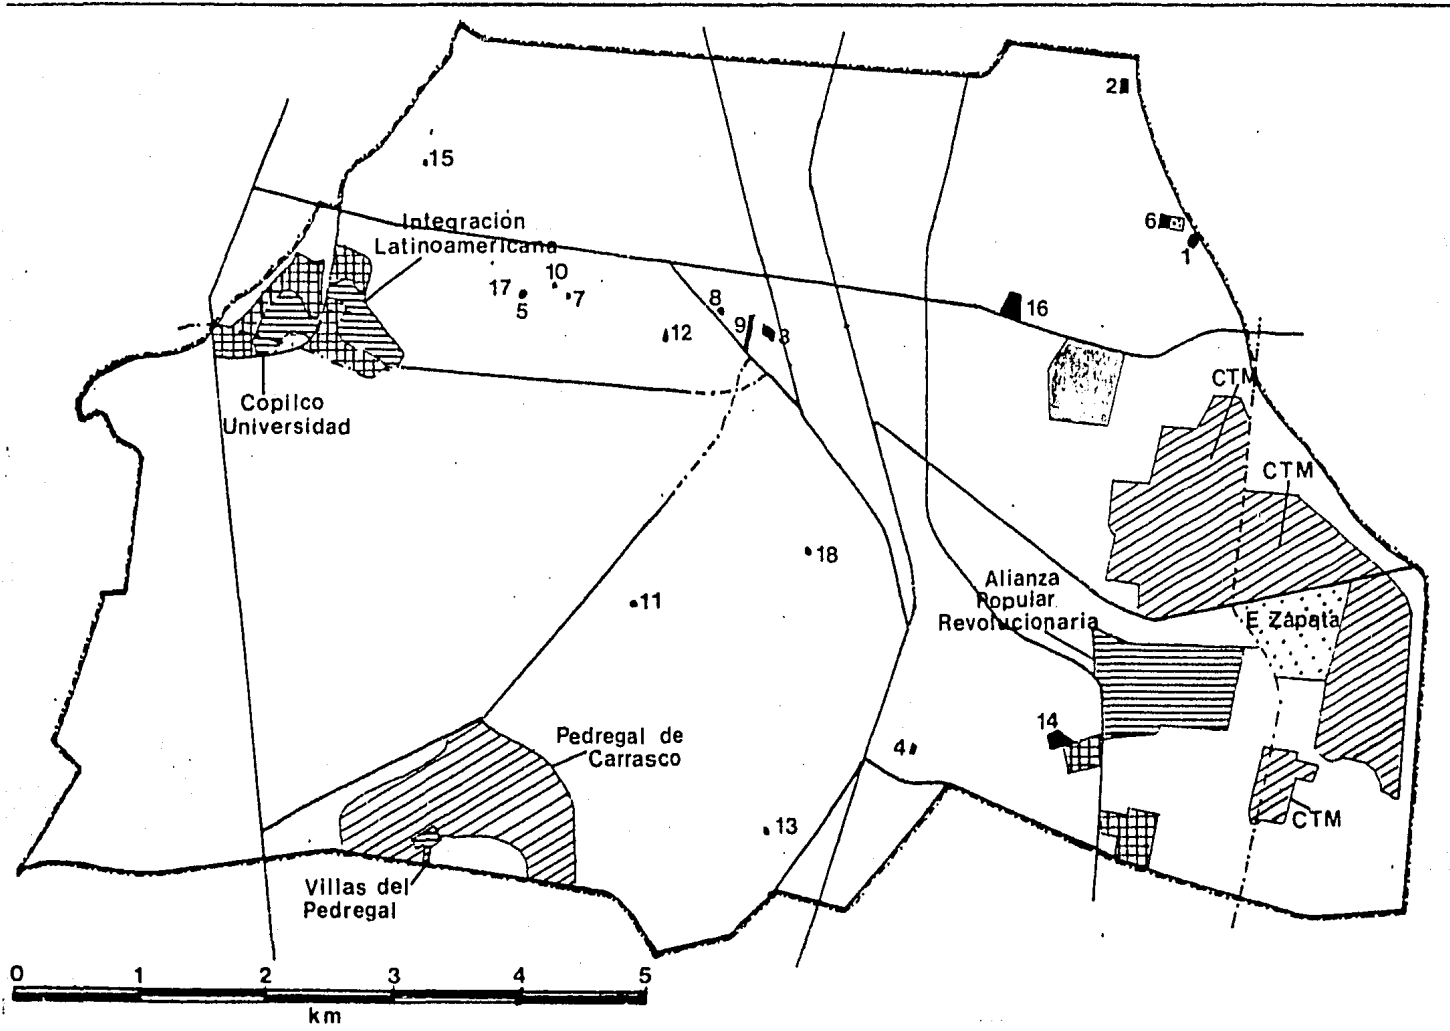 2
15
6
1
Integración
Latinoamericana
10
17
5
7
8
9
3
12
16
CTM
Copilco
Universidad
CTM
18
Alianza
Popular
Revolucionaria
11
E Zapata
14
Pedregal de
Carrasco
4
13
CTM
Villas del
Pedregal
0 1 2 3 4 5
km